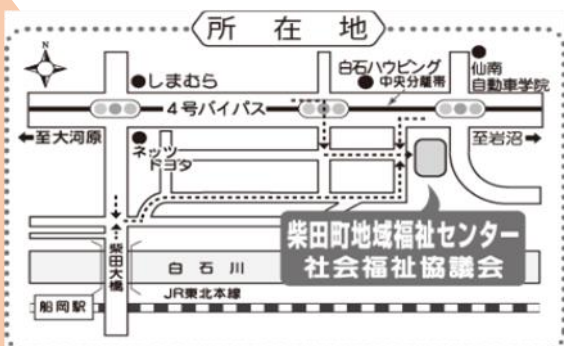 所在地
N
しまむら
白石ハウピング
中央分離帯
仙南
自動車学院
4号バイパス
←至大河原
ネッツ
トヨタ
至岩沼→
柴田町地域福祉センター
社会福祉協議会
柴田大橋
白石川
JR東北本線
船岡駅